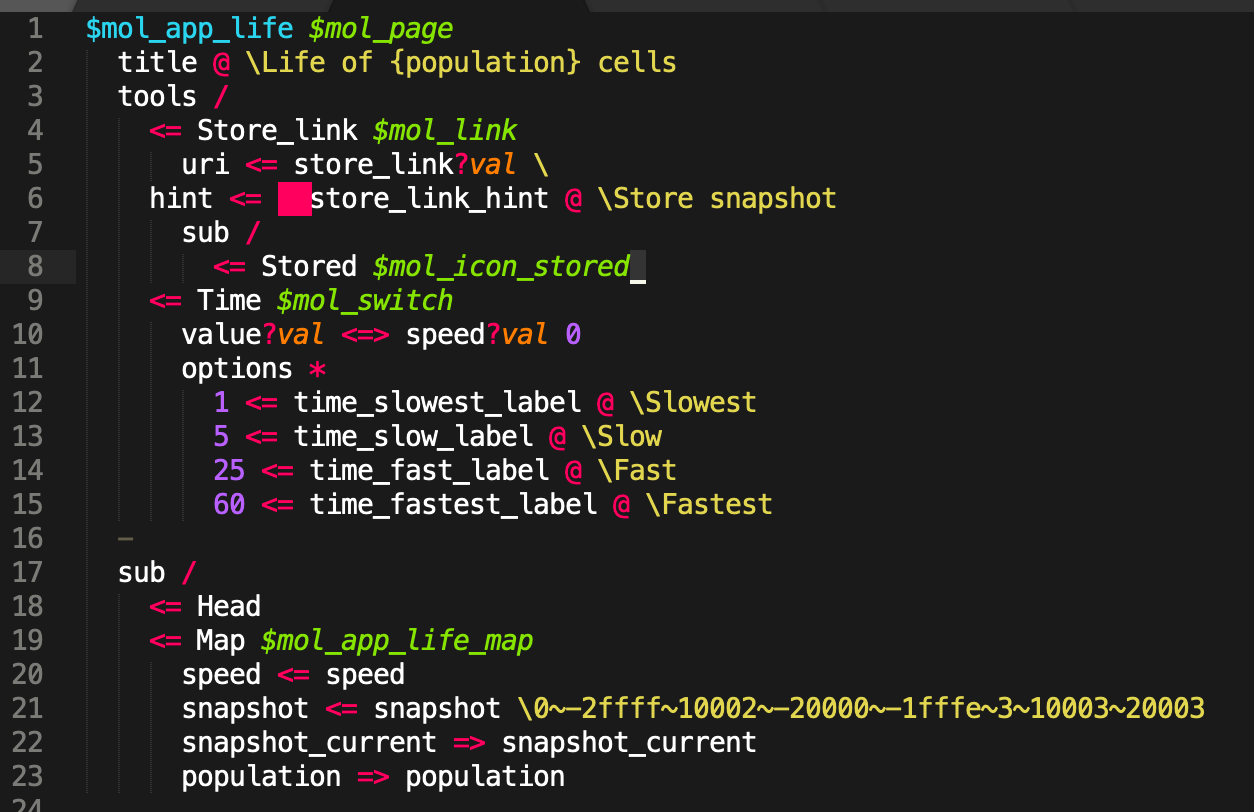 1 $mol_app_life $mol_page
2 title @ \Life of {population} cells
3 tools /
4 <= Store_link $mol_link
5 uri <= store_link?val \
6 hint <= store_link_hint @ \Store snapshot
7 sub /
8 <= Stored $mol_icon_stored
9 <= Time $mol_switch
10 value?val <=> speed?val 0
11 options *
12 1 <= time_slowest_label @ \Slowest
13 5 <= time_slow_label @ \Slow
14 25 <= time_fast_label @ \Fast
15 60 <= time_fastest_label @ \Fastest
16 -
17 sub /
18 <= Head
19 <= Map $mol_app_life_map
20 speed <= speed
21 snapshot <= snapshot \0~-2ffff~10002~-20000~-1fffe~3~10003~20003
22 snapshot_current => snapshot_current
23 population => population
24